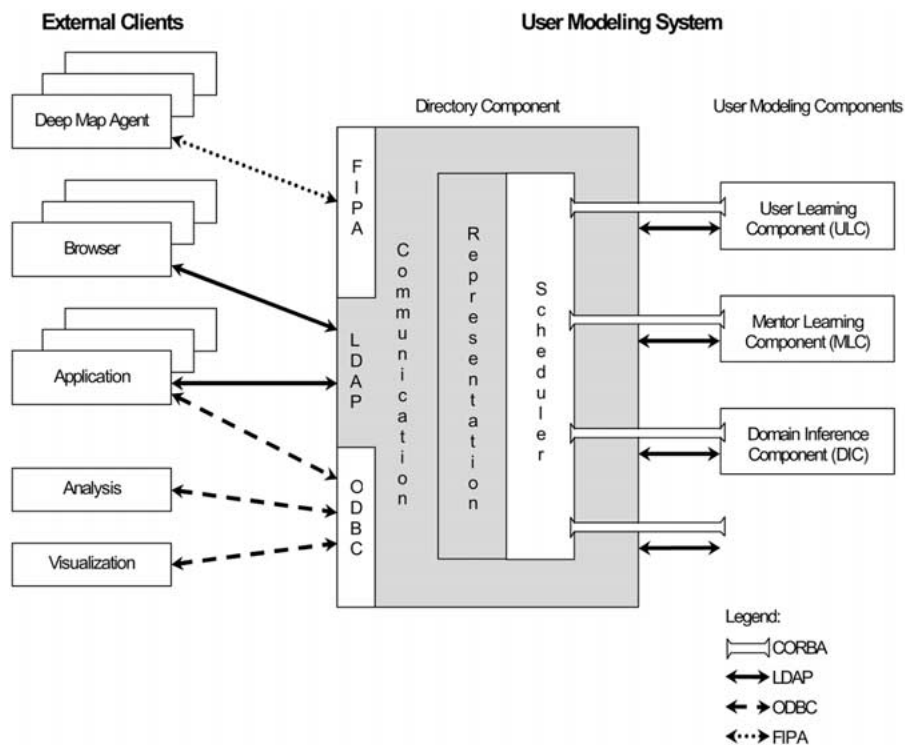 External Clients
User Modeling System
Directory Component
User Modeling Components
Deep Map Agent
Browser
Application
Analysis
Visualization
FIPA
LDAP
ODBC
Communication
Representation
Scheduler
User Learning
Component (ULC)
Mentor Learning
Component (MLC)
Domain Inference
Component (DIC)
Legend:
CORBA
LDAP
ODBC
FIPA